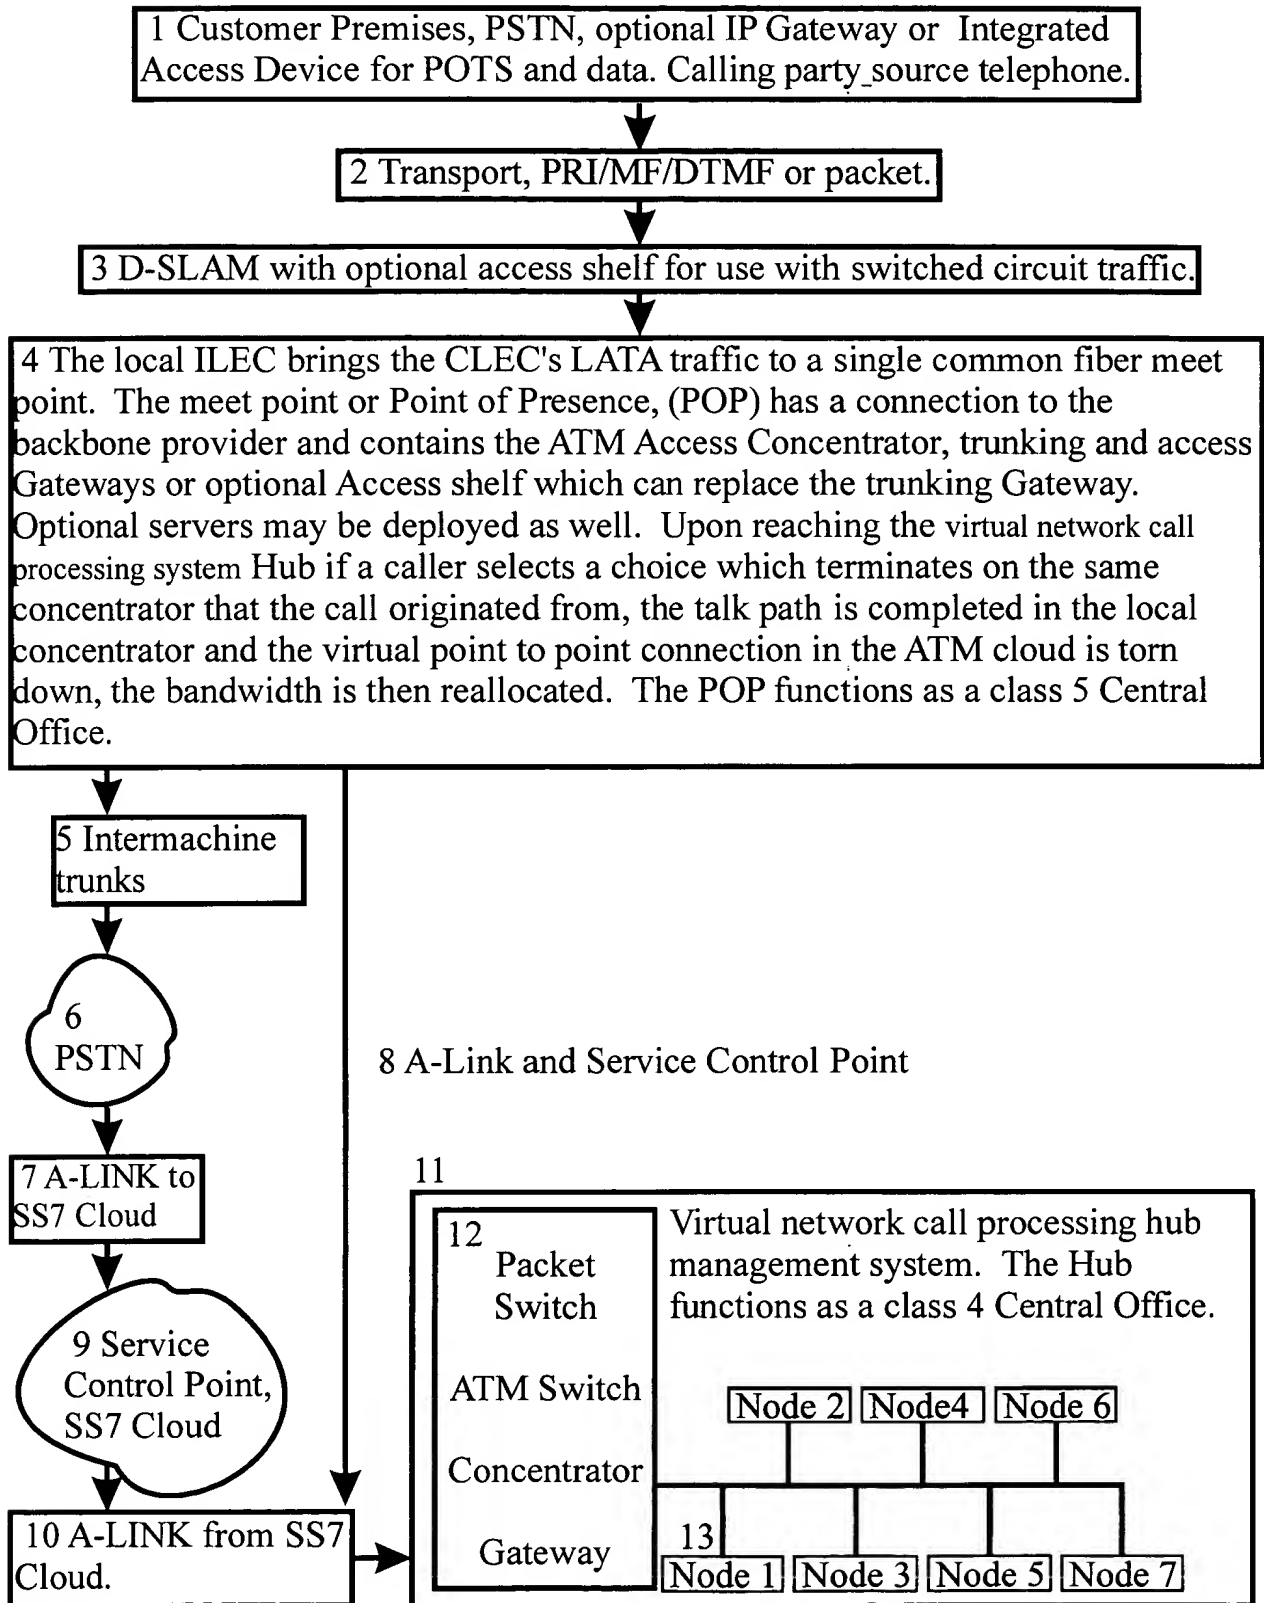 1 Customer Premises, PSTN, optional IP Gateway or Integrated
Access Device for POTS and data. Calling party_source telephone.
2 Transport, PRI/MF/DTMF or packet.
3 D-SLAM with optional access shelf for use with switched circuit traffic.
4 The local ILEC brings the CLEC's LATA traffic to a single common fiber meet
point. The meet point or Point of Presence, (POP) has a connection to the
backbone provider and contains the ATM Access Concentrator, trunking and access
Gateways or optional Access shelf which can replace the trunking Gateway.
Optional servers may be deployed as well. Upon reaching the virtual network call
processing system Hub if a caller selects a choice which terminates on the same
concentrator that the call originated from, the talk path is completed in the local
concentrator and the virtual point to point connection in the ATM cloud is torn
down, the bandwidth is then reallocated. The POP functions as a class 5 Central
Office.
5 Intermachine
trunks
6
PSTN
8 A-Link and Service Control Point
7 A-LINK to
SS7 Cloud
9 Service
Control Point,
SS7 Cloud
10 A-LINK from SS7
Cloud.
11
12
Packet
Switch
ATM Switch
Concentrator
Gateway
Virtual network call processing hub
management system. The Hub
functions as a class 4 Central Office.
Node 2 Node4 Node 6
13
Node 1 Node 3 Node 5 Node 7